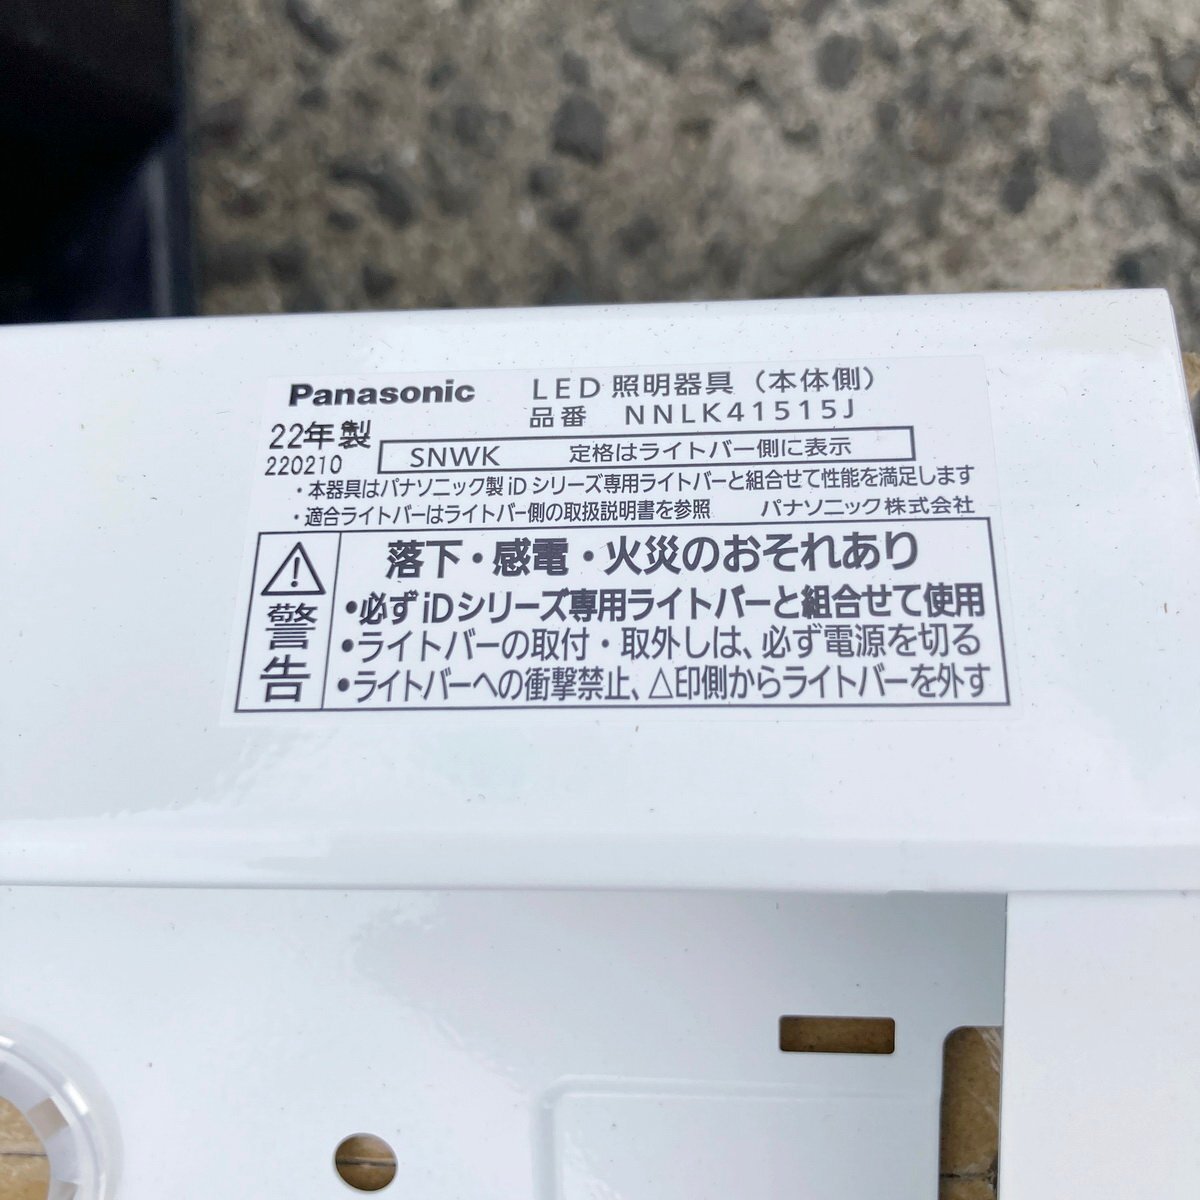 Panasonic LED 照明器具（本体側）
品番 NNLK41515J
22年製
220210
SNWK 定格はライトバー側に表示
・本器具はパナソニック製iDシリーズ専用ライトバーと組合せて性能を満足します
・適合ライトバーはライトバー側の取扱説明書を参照 パナソニック株式会社
警告
落下・感電・火災のおそれあり
•必ずiDシリーズ専用ライトバーと組合せて使用
•ライトバーの取付・取外しは、必ず電源を切る
•ライトバーへの衝撃禁止、△印側からライトバーを外す